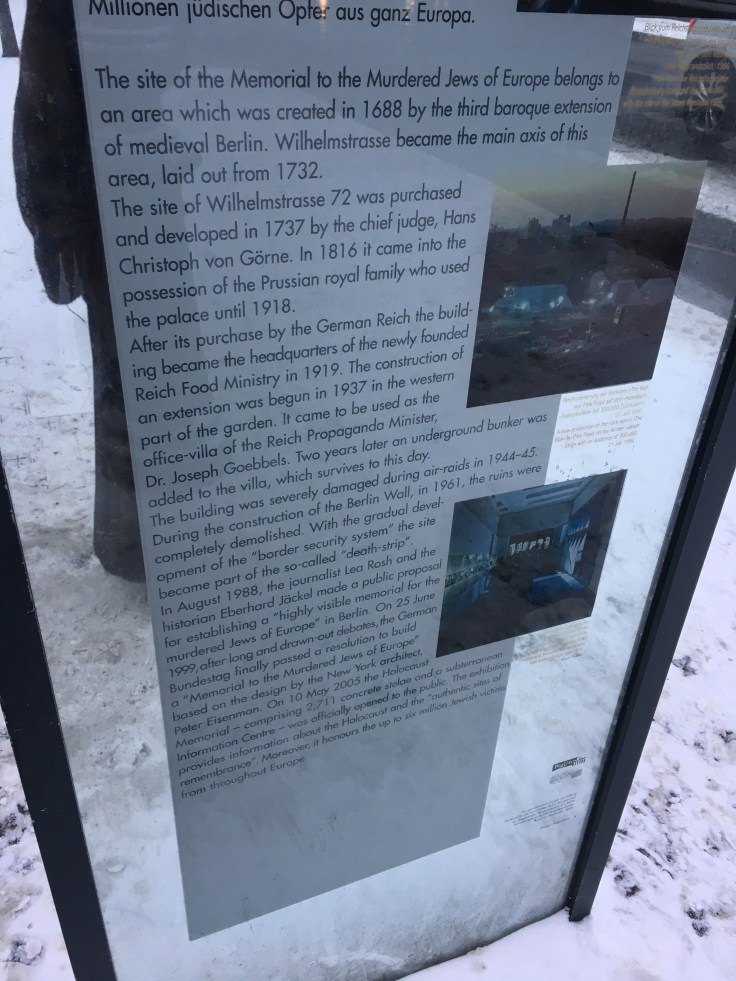 Millionen jüdischen Opfer aus ganz Europa.
The site of the Memorial to the Murdered Jews of Europe belongs to
an area which was created in 1688 by the third baroque extension
of medieval Berlin. Wilhelmstrasse became the main axis of this
area, laid out from 1732.
The site of Wilhelmstrasse 72 was purchased
and developed in 1737 by the chief judge, Hans
Christoph von Görne. In 1816 it came into the
possession of the Prussian royal family who used
the palace until 1918.
After its purchase by the German Reich the build-
ing became the headquarters of the newly founded
Reich Food Ministry in 1919. The construction of
an extension was begun in 1937 in the western
part of the garden. It came to be used as the
office-villa of the Reich Propaganda Minister,
Dr. Joseph Goebbels. Two years later an underground bunker was
added to the villa, which survives to this day.
The building was severely damaged during air-raids in 1944–45.
During the construction of the Berlin Wall, in 1961, the ruins were
completely demolished. With the gradual devel-
opment of the "border security system" the site
became part of the so-called "death-strip".
In August 1988, the journalist Lea Rosh and the
historian Eberhard Jäckel made a public proposal
for establishing a "highly visible memorial for the
murdered Jews of Europe" in Berlin. On 25 June
1999, after long and drawn-out debates, the German
Bundestag finally passed a resolution to build
a "Memorial to the Murdered Jews of Europe"
based on the design by the New York architect,
Peter Eisenman. On 10 May 2005 the Holocaust
Memorial – comprising 2,711 concrete stelae and a subterranean
Information Centre – was officially opened to the public. The exhibition
provides information about the Holocaust and the "authentic sites of
remembrance". Moreover, it honours the up to six million Jewish victims
from throughout Europe.